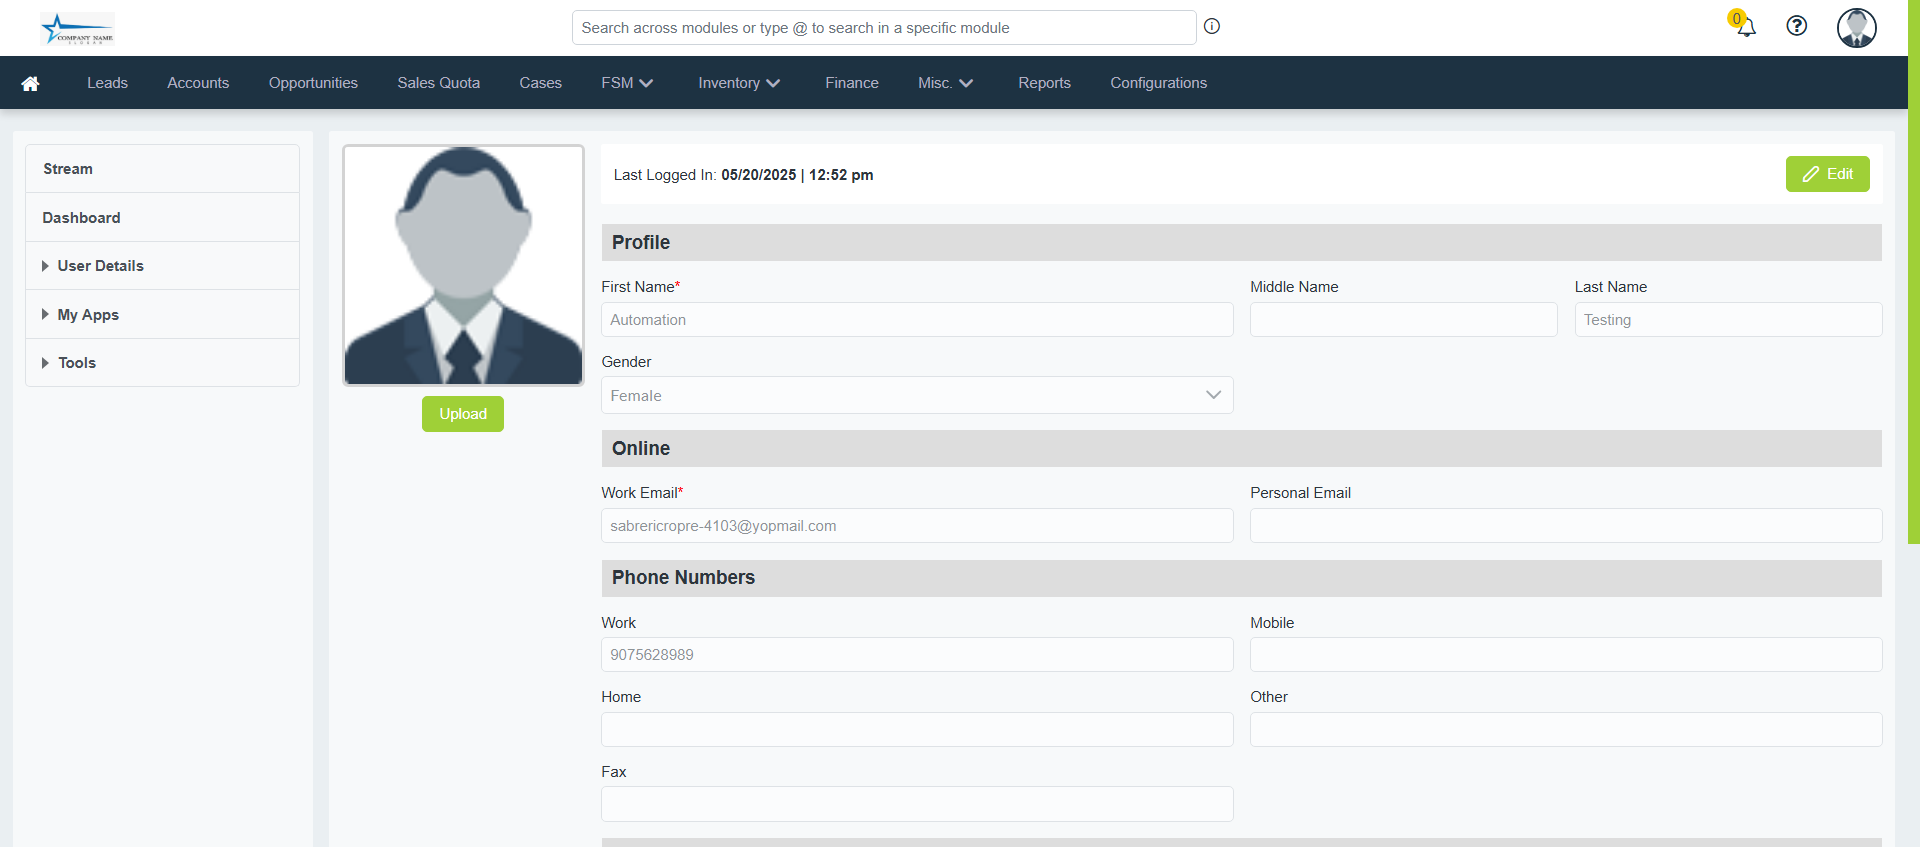 COMPANY NAME
Search across modules or type @ to search in a specific module
0
Leads Accounts Opportunities Sales Quota Cases FSM Inventory Finance Misc. Reports Configurations
Stream
Dashboard
User Details
My Apps
Tools
Upload
Last Logged In: 05/20/2025 | 12:52 pm
Edit
Profile
First Name* Middle Name Last Name
Automation Testing
Gender
Female
Online
Work Email* Personal Email
sabrericropre-4103@yopmail.com
Phone Numbers
Work Mobile
9075628989
Home Other
Fax